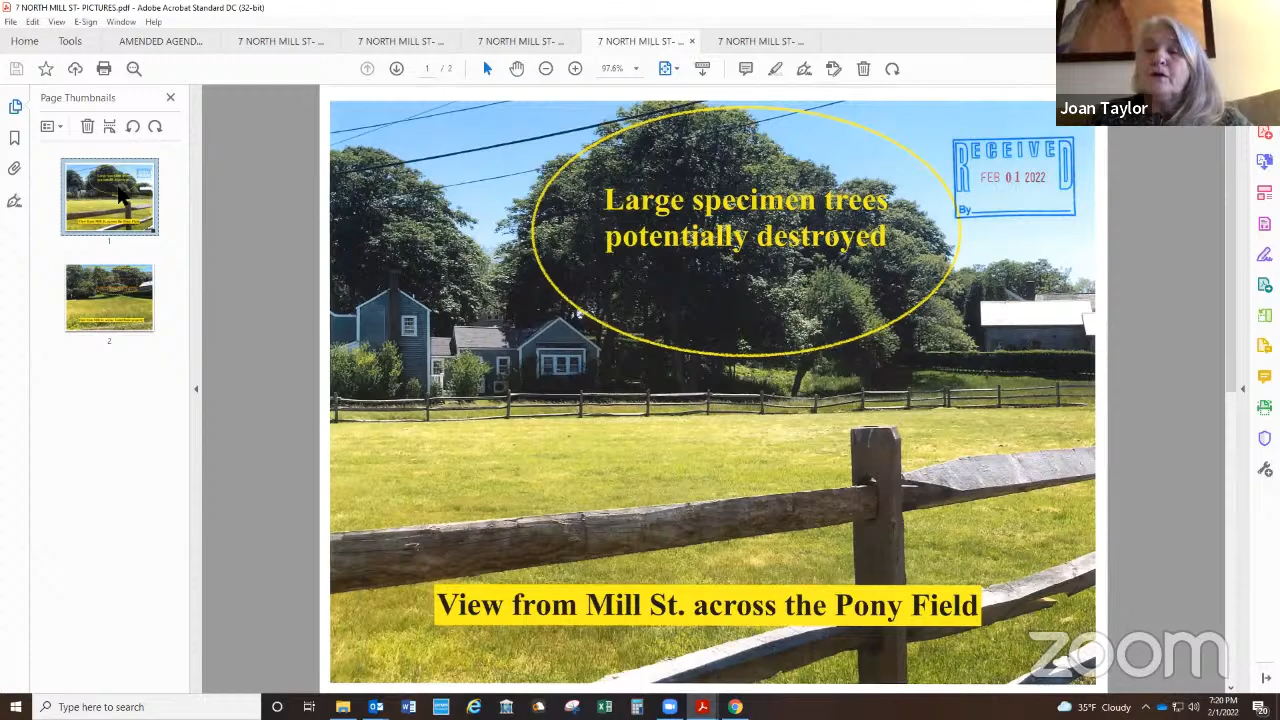 7 NORTH MILL ST- PICTURES.pdf - Adobe Acrobat Standard DC (32-bit)
File Edit View E-Sign Window Help
Home Tools AMENDED AGEND... 7 NORTH MILL ST- ... 7 NORTH MILL ST- ... 7 NORTH MILL ST- ... 7 NORTH MILL ST- ... × 7 NORTH MILL ST- ...
1 / 2 97.6%
Page Thumbnails
1
2
Joan Taylor
RECEIVED
FEB 01 2022
By
Large specimen trees
potentially destroyed
View from Mill St. across the Pony Field
zoom
Type here to search
35°F Cloudy
7:20 PM
2/1/2022
20